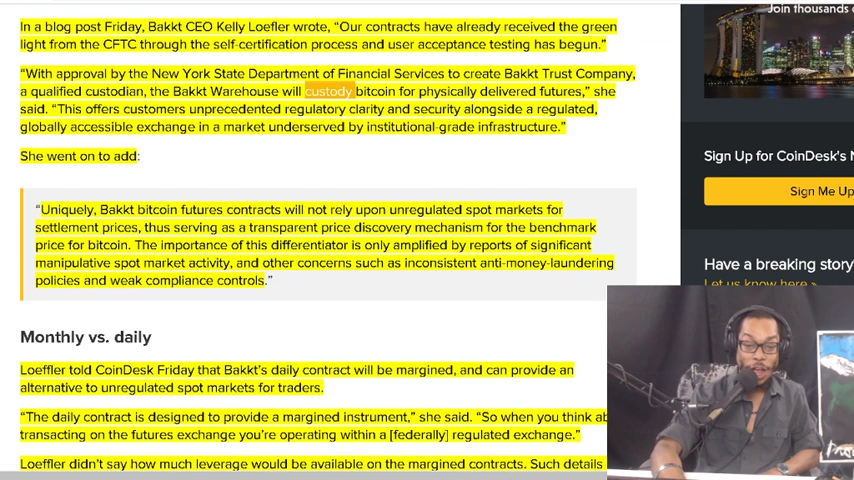 In a blog post Friday, Bakkt CEO Kelly Loefler wrote, “Our contracts have already received the green
light from the CFTC through the self-certification process and user acceptance testing has begun.”
“With approval by the New York State Department of Financial Services to create Bakkt Trust Company,
a qualified custodian, the Bakkt Warehouse will custody bitcoin for physically delivered futures,” she
said. “This offers customers unprecedented regulatory clarity and security alongside a regulated,
globally accessible exchange in a market underserved by institutional-grade infrastructure.”
She went on to add:
“Uniquely, Bakkt bitcoin futures contracts will not rely upon unregulated spot markets for
settlement prices, thus serving as a transparent price discovery mechanism for the benchmark
price for bitcoin. The importance of this differentiator is only amplified by reports of significant
manipulative spot market activity, and other concerns such as inconsistent anti-money-laundering
policies and weak compliance controls.”
Monthly vs. daily
Loeffler told CoinDesk Friday that Bakkt’s daily contract will be margined, and can provide an
alternative to unregulated spot markets for traders.
“The daily contract is designed to provide a margined instrument,” she said. “So when you think ab
transacting on the futures exchange you’re operating within a [federally] regulated exchange.”
Loeffler didn’t say how much leverage would be available on the margined contracts. Such details
Join thousands
Sign Up for CoinDesk's
Sign Me Up
Have a breaking story
Let us know here »